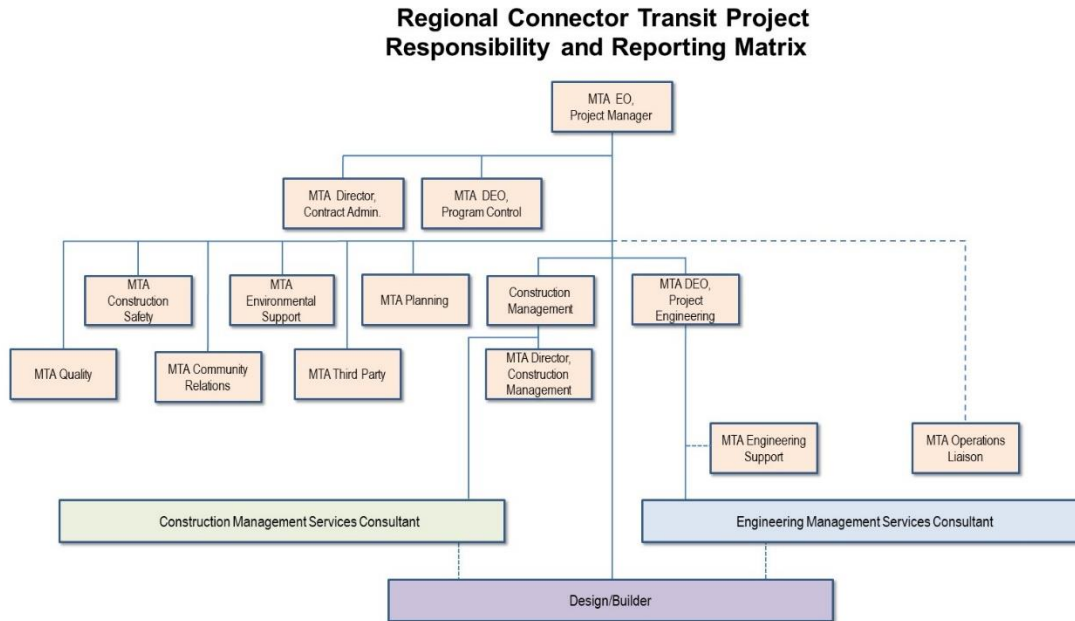 Regional Connector Transit Project
Responsibility and Reporting Matrix
MTA EO,
Project Manager
MTA Director,
Contract Admin.
MTA DEO,
Program Control
MTA
Construction
Safety
MTA
Environmental
Support
MTA Planning
Construction
Management
MTA DEO,
Project
Engineering
MTA Quality
MTA Community
Relations
MTA Third Party
MTA Director,
Construction
Management
MTA Engineering
Support
MTA Operations
Liaison
Construction Management Services Consultant
Engineering Management Services Consultant
Design/Builder